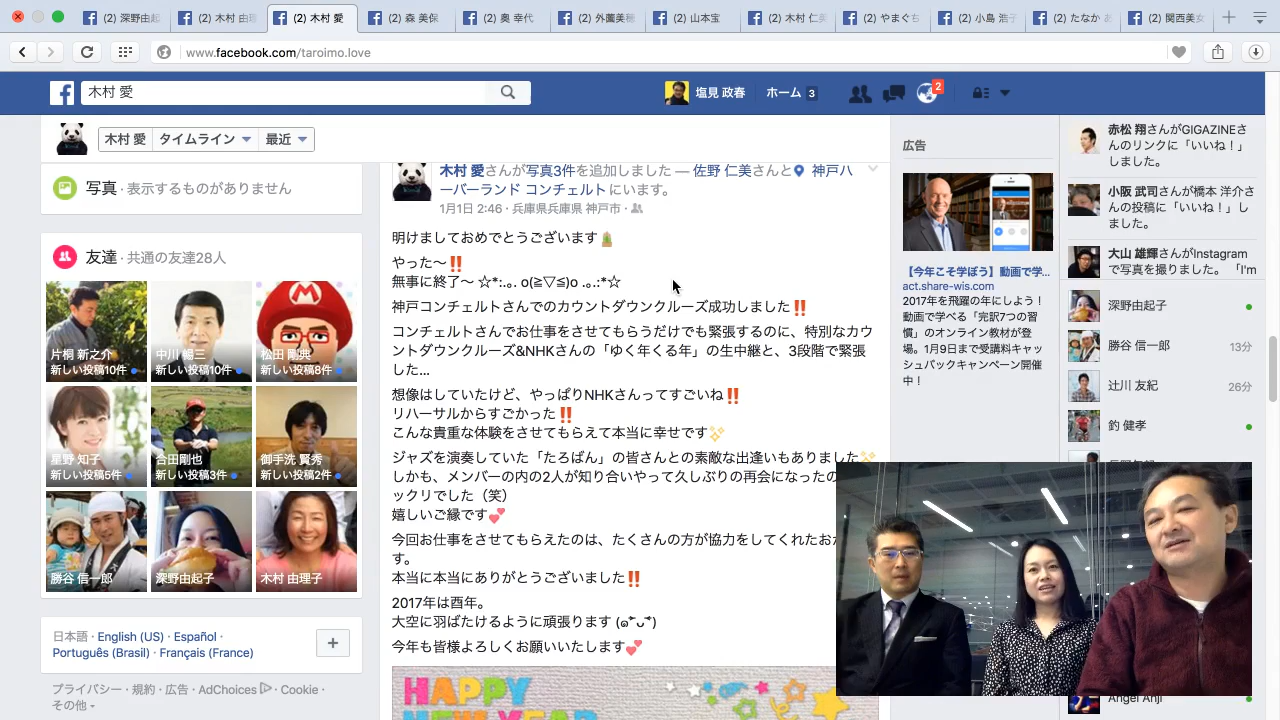 (2) 深野由起
(2) 木村 由理
(2) 木村 愛
(2) 森 美保
(2) 奥 幸代
(2) 外薗美穂
(2) 山本宝
(2) 木村 仁美
(2) やまぐち
(2) 小島 浩子
(2) たなか あ
(2) 関西美女
www.facebook.com/taroimo.love
木村 愛
塩見 政春
ホーム 3
2
木村 愛
タイムライン
最近
写真 · 表示するものがありません
友達 · 共通の友達28人
片桐 新之介
新しい投稿10件
中川 暢三
新しい投稿10件
松田 剛典
新しい投稿8件
星野 知子
新しい投稿5件
合田剛也
新しい投稿3件
御手洗 賢秀
新しい投稿2件
勝谷 信一郎
深野由起子
木村 由理子
日本語 · English (US) · Español ·
Português (Brasil) · Français (France)
プライバシー · 規約 · 広告 · AdChoices · Cookie ·
その他
木村 愛さんが写真3件を追加しました — 佐野 仁美さんと 神戸ハ
ーバーランド コンチェルトにいます。
1月1日 2:46 · 兵庫県兵庫県 神戸市 ·
明けましておめでとうございます🎍
やった〜‼️
無事に終了〜 ☆*:.｡. o(≧▽≦)o .｡.:*☆
神戸コンチェルトさんでのカウントダウンクルーズ成功しました‼️
コンチェルトさんでお仕事をさせてもらうだけでも緊張するのに、特別なカウ
ントダウンクルーズ&NHKさんの「ゆく年くる年」の生中継と、3段階で緊張
した...
想像はしていたけど、やっぱりNHKさんってすごいね‼️
リハーサルからすごかった‼️
こんな貴重な体験をさせてもらえて本当に幸せです✨
ジャズを演奏していた「たろばん」の皆さんとの素敵な出逢いもありました✨
しかも、メンバーの内の2人が知り合いやって久しぶりの再会になったの
ックリでした（笑）
嬉しいご縁です💕
今回お仕事をさせてもらえたのは、たくさんの方が協力をしてくれたおか
す。
本当に本当にありがとうございました‼️
2017年は酉年。
大空に羽ばたけるように頑張ります (๑˃̵ᴗ˂̵)
今年も皆様よろしくお願いいたします💕
HAPPY
NEW YEAR
広告
【今年こそ学ぼう】動画で学...
act.share-wis.com
2017年を飛躍の年にしよう！
動画で学べる「完訳7つの習
慣」のオンライン教材が登
場。1月9日まで受講料キャッ
シュバックキャンペーン開催
中！
赤松 翔さんがGIGAZINEさ
んのリンクに「いいね！」
しました。
小阪 武司さんが橋本 洋介さ
んの投稿に「いいね！」し
ました。
大山 雄輝さんがInstagram
で写真を撮りました。「I'm
深野由起子
勝谷 信一郎 13分
辻川 友紀 26分
釣 健孝